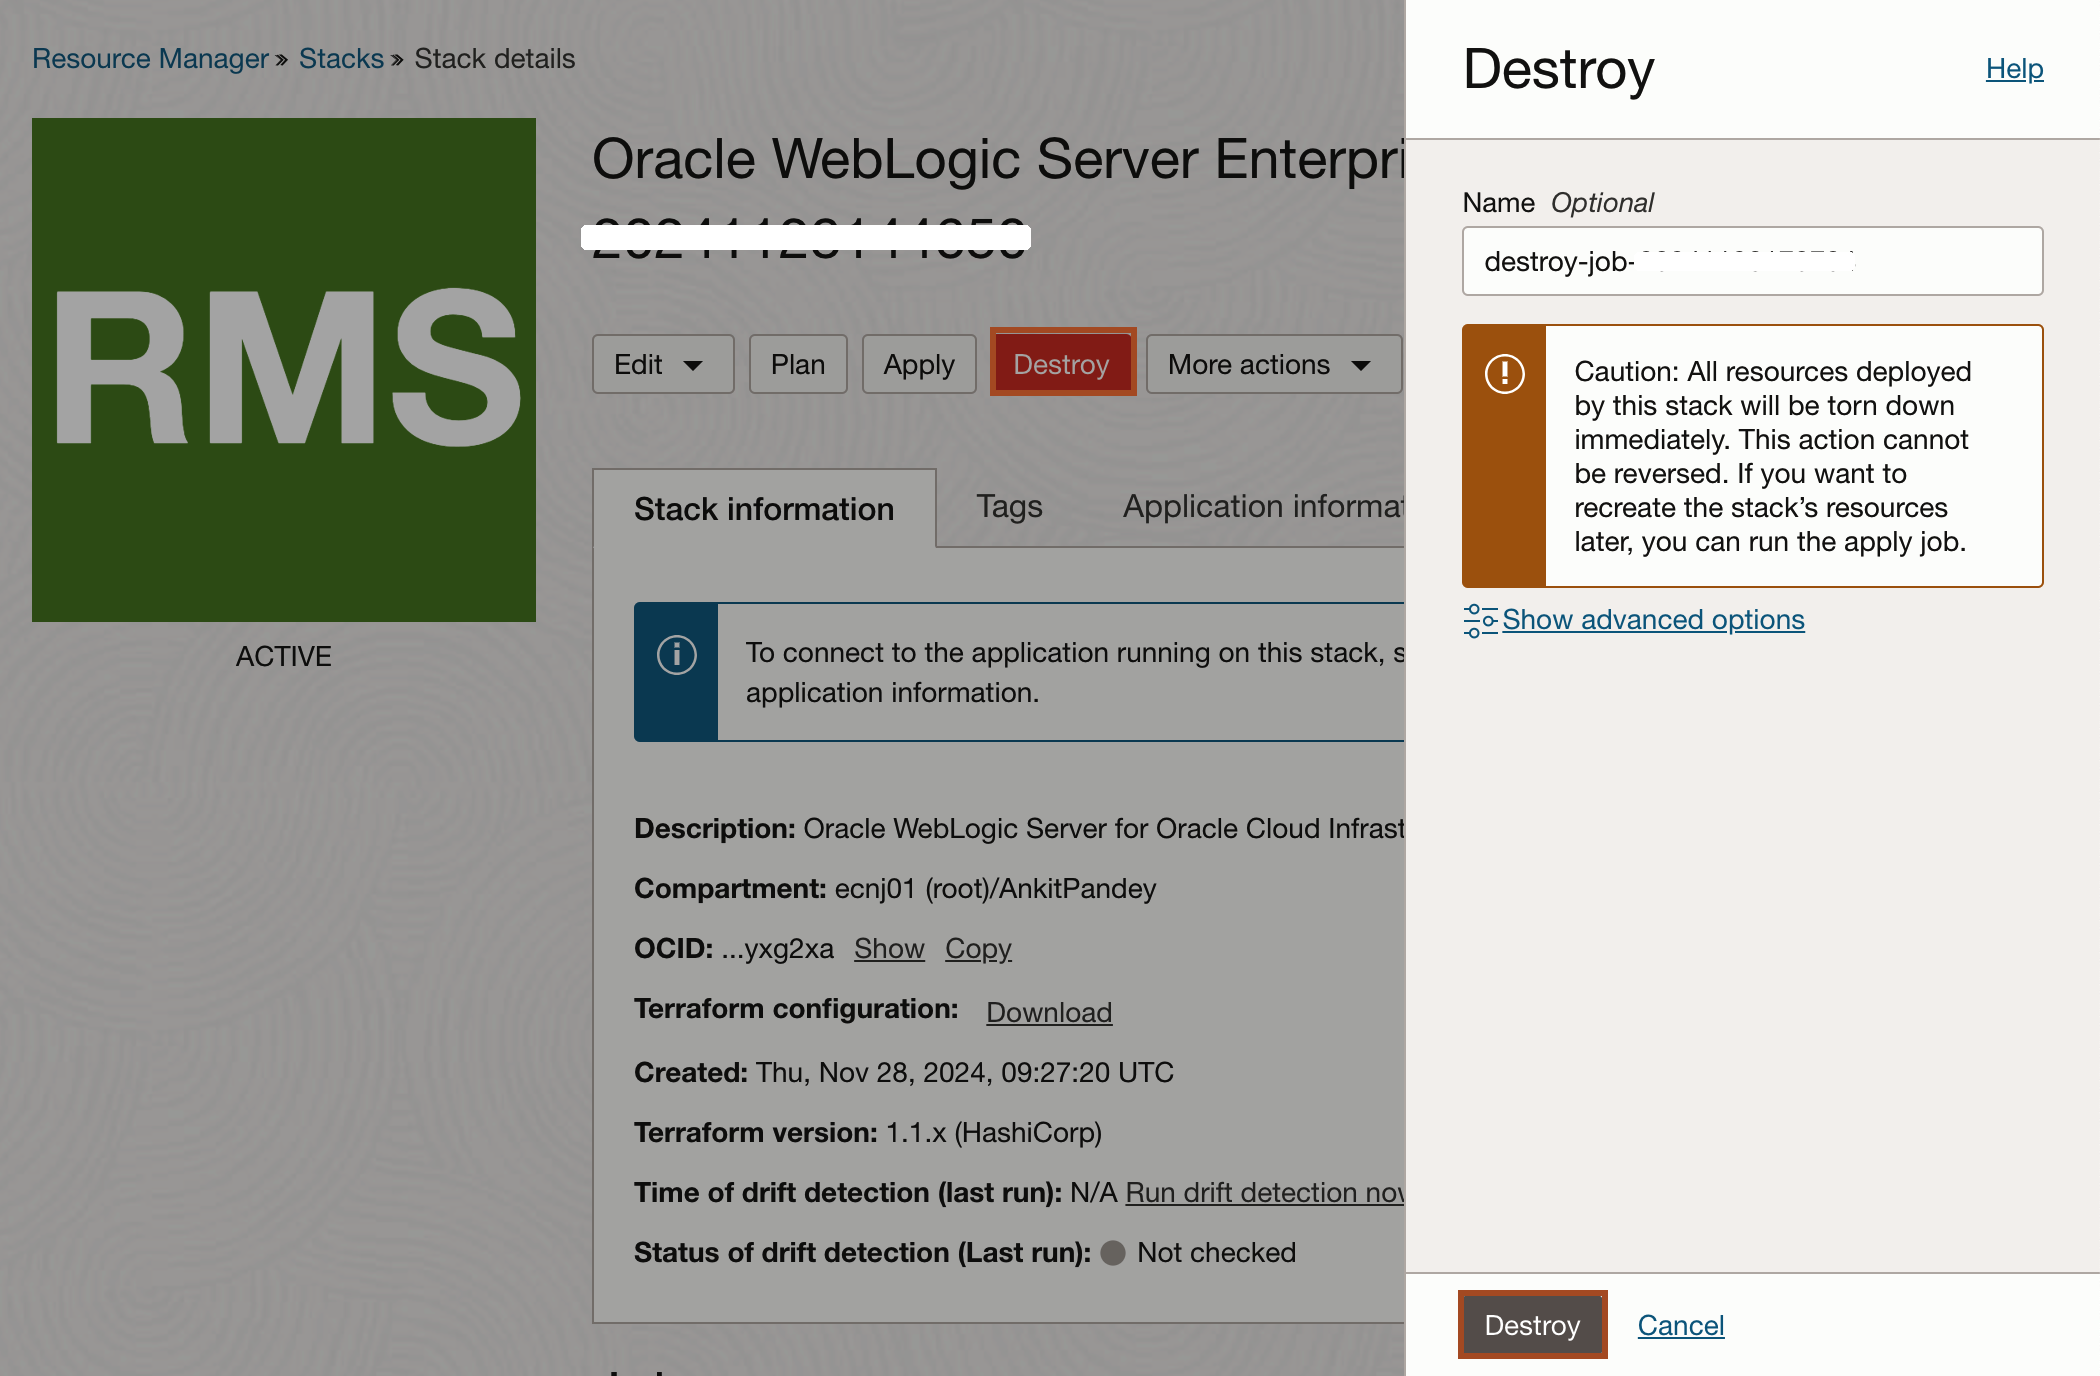 Resource Manager » Stacks » Stack details
RMS
ACTIVE
Oracle WebLogic Server Enterpri
Edit
Plan
Apply
Destroy
More actions
Stack information
Tags
Application informat
To connect to the application running on this stack, s
application information.
Description: Oracle WebLogic Server for Oracle Cloud Infrast
Compartment: ecnj01 (root)/AnkitPandey
OCID: ...yxg2xa Show Copy
Terraform configuration: Download
Created: Thu, Nov 28, 2024, 09:27:20 UTC
Terraform version: 1.1.x (HashiCorp)
Time of drift detection (last run): N/A Run drift detection nov
Status of drift detection (Last run): Not checked
Destroy
Help
Name Optional
destroy-job-
Caution: All resources deployed
by this stack will be torn down
immediately. This action cannot
be reversed. If you want to
recreate the stack’s resources
later, you can run the apply job.
Show advanced options
Destroy
Cancel